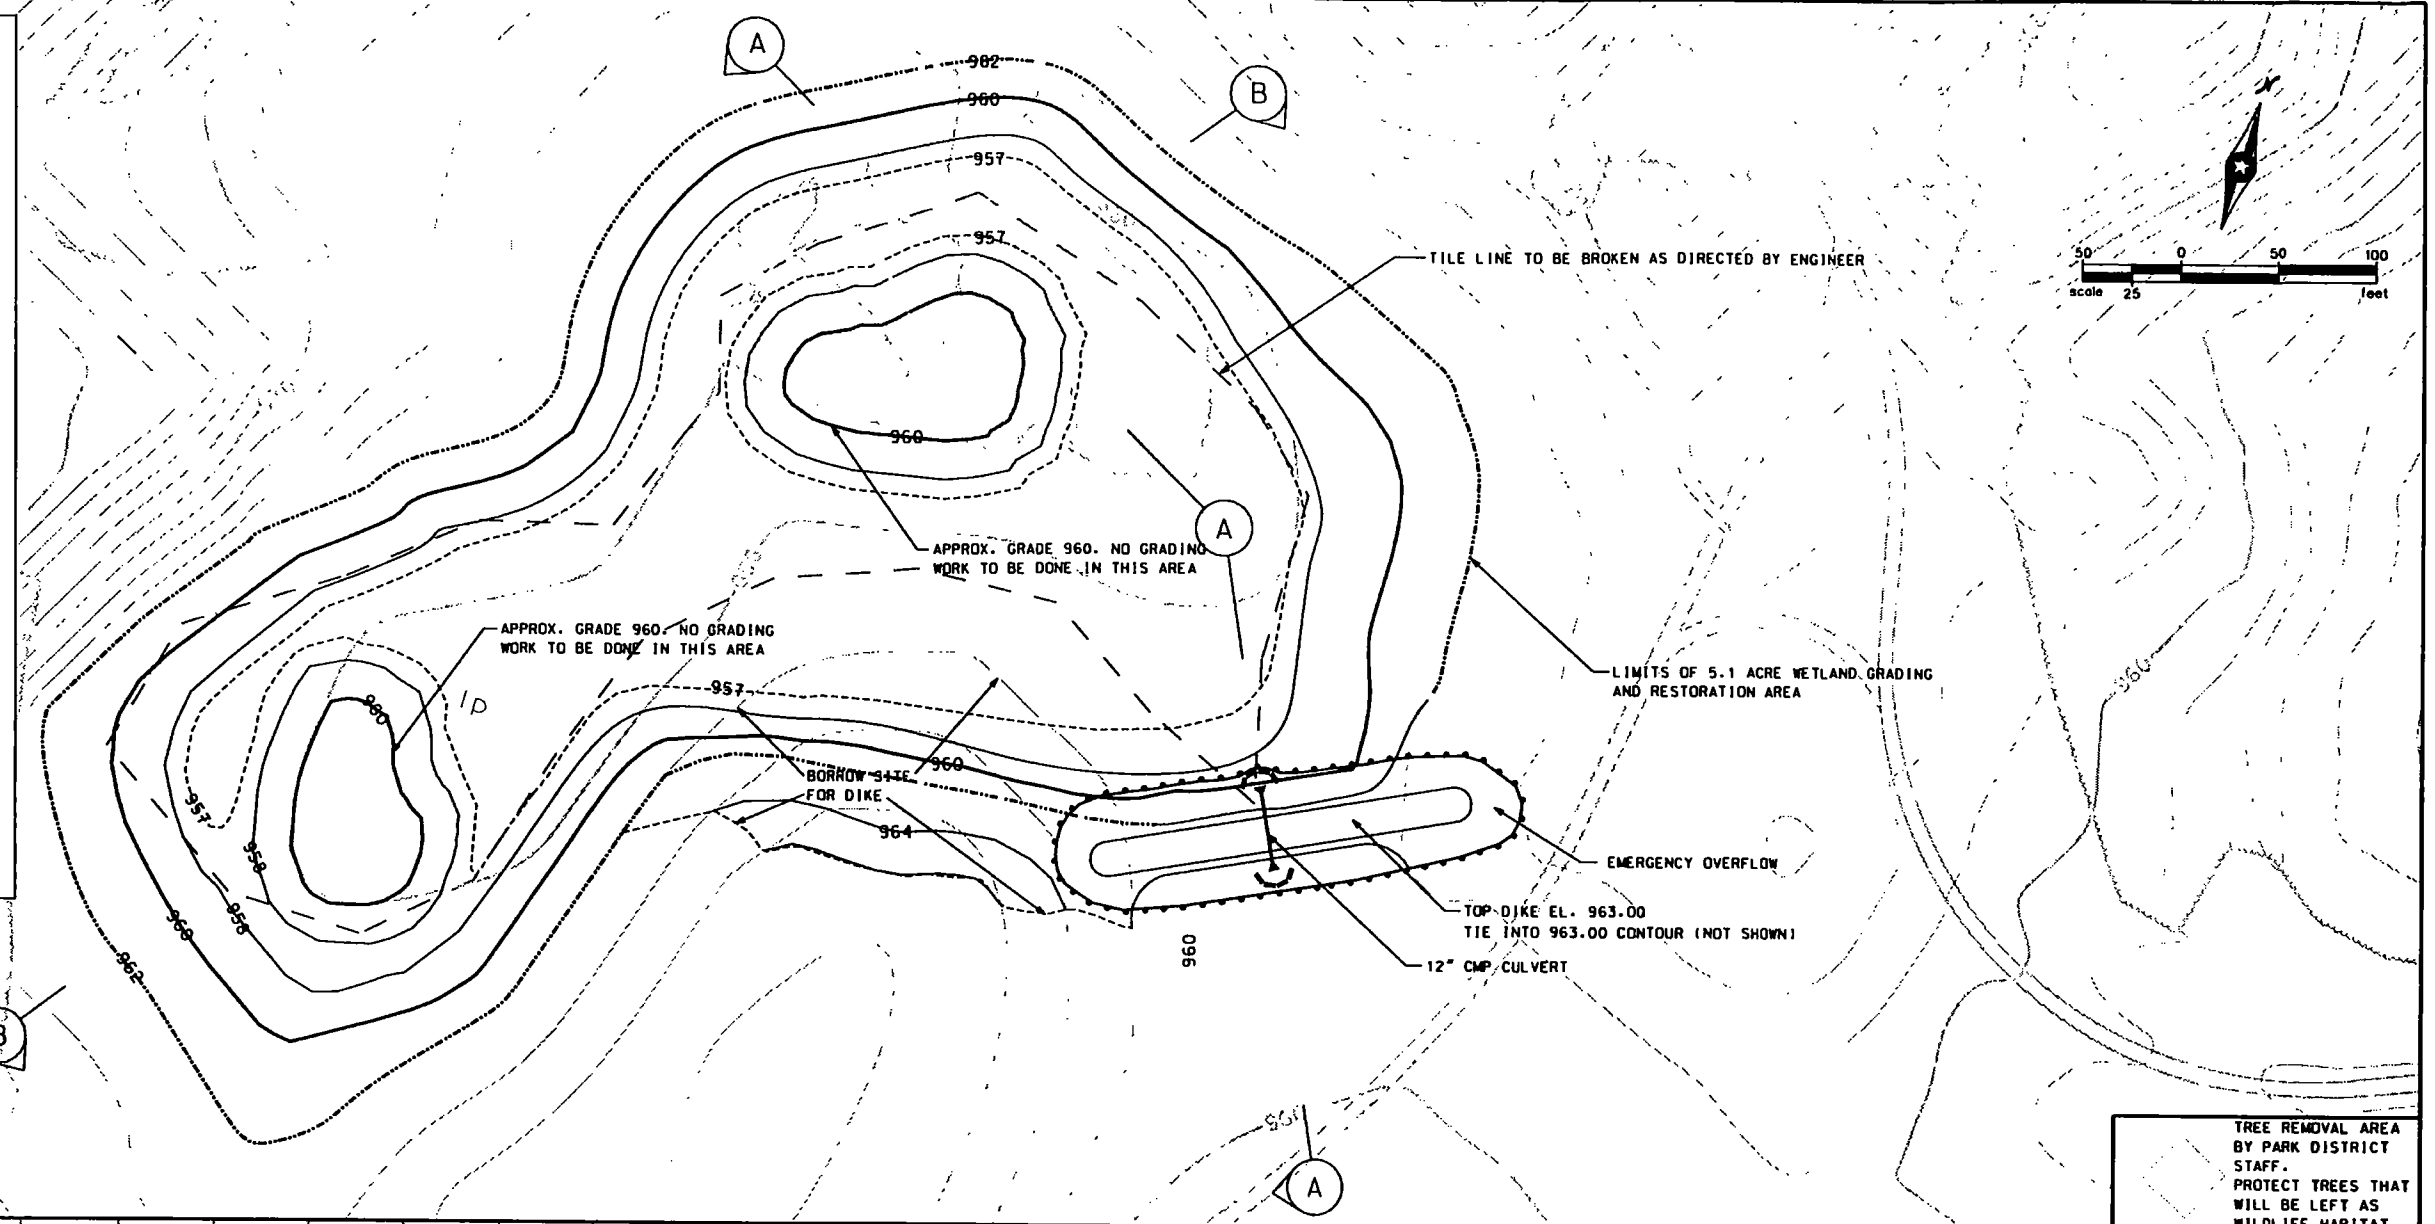 A
982
960
B
957
957
N
50 0 50 100
scale 25 feet
TILE LINE TO BE BROKEN AS DIRECTED BY ENGINEER
960
A
APPROX. GRADE 960. NO GRADING
WORK TO BE DONE IN THIS AREA
APPROX. GRADE 960. NO GRADING
WORK TO BE DONE IN THIS AREA
957
960
LIMITS OF 5.1 ACRE WETLAND GRADING
AND RESTORATION AREA
960
BORROW SITE
FOR DIKE
960
957
964
958
EMERGENCY OVERFLOW
TOP DIKE EL. 963.00
TIE INTO 963.00 CONTOUR (NOT SHOWN)
12" CMP CULVERT
960
958
960
962
A
TREE REMOVAL AREA
BY PARK DISTRICT
STAFF.
PROTECT TREES THAT
WILL BE LEFT AS
WILDLIFE HABITAT